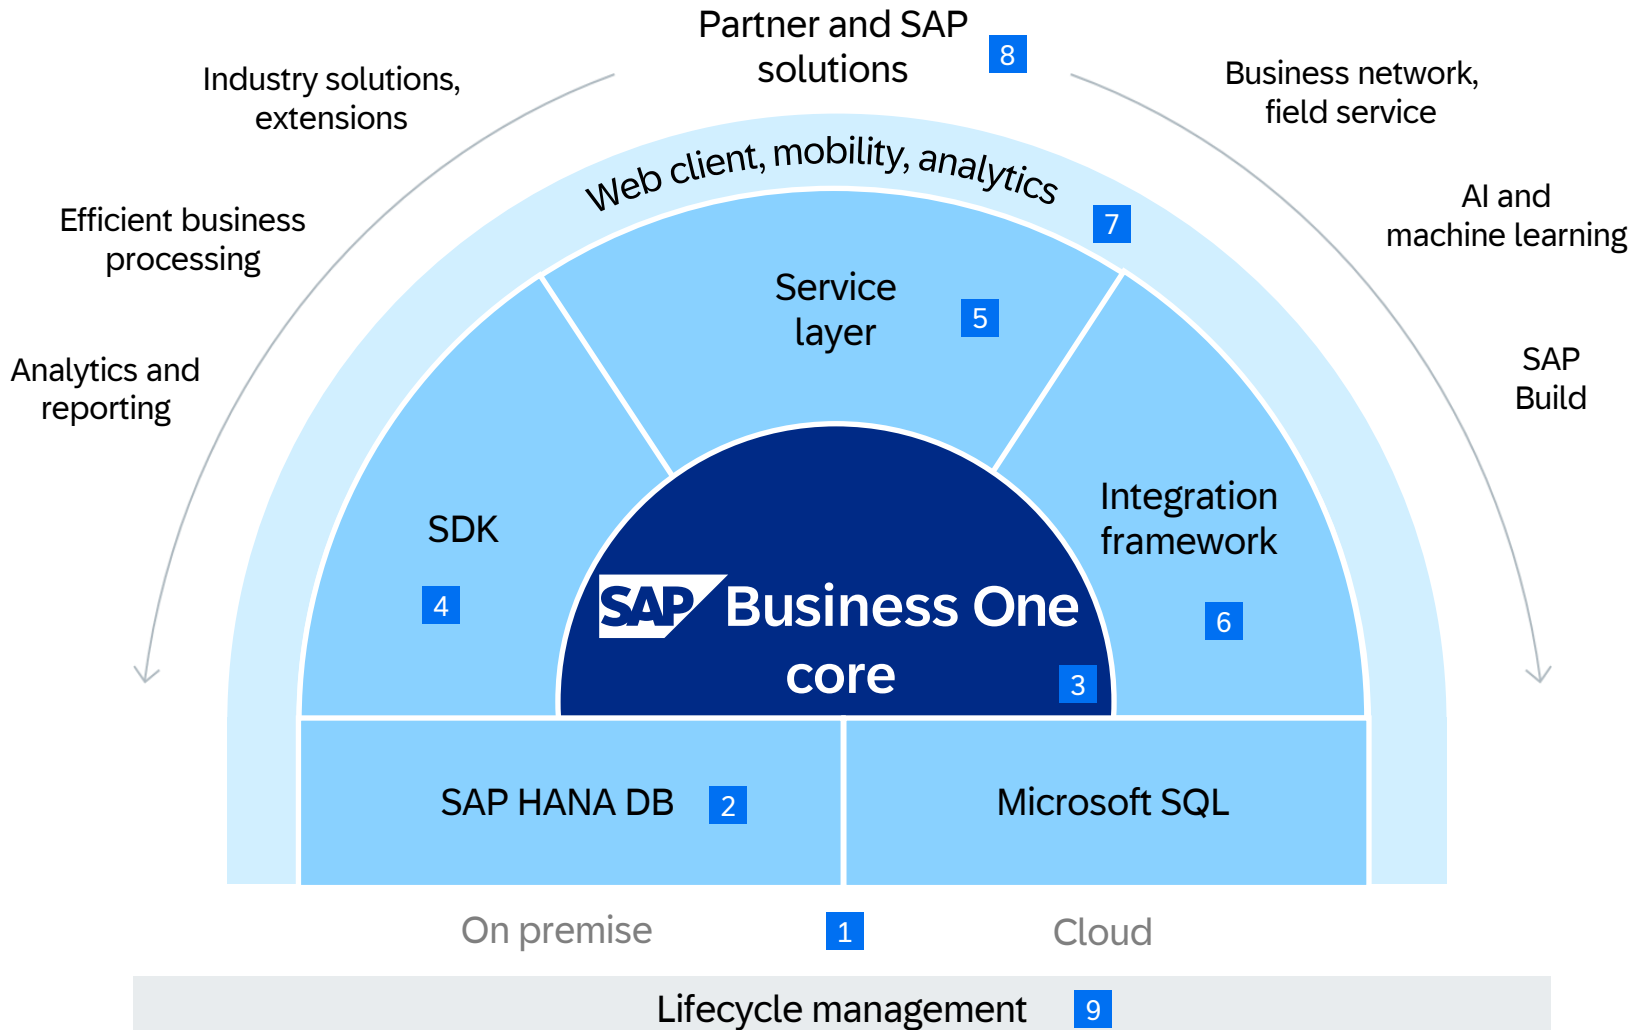 Partner and SAP
solutions
8
Industry solutions,
extensions
Business network,
field service
Web client, mobility, analytics
7
Efficient business
processing
AI and
machine learning
Service
layer
5
Analytics and
reporting
SAP
Build
SDK
4
Integration
framework
6
SAP Business One
core
3
SAP HANA DB
2
Microsoft SQL
On premise
1
Cloud
Lifecycle management
9